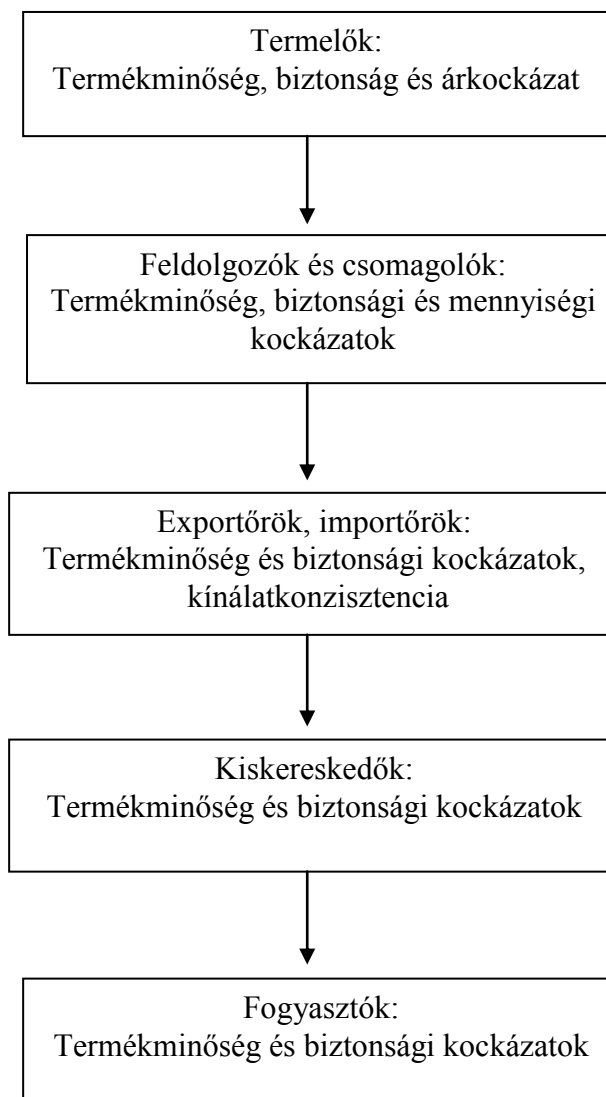 Termelők:
Termékminőség, biztonság és árkockázat
Feldolgozók és csomagolók:
Termékminőség, biztonsági és mennyiségi
kockázatok
Exportőrök, importőrök:
Termékminőség és biztonsági kockázatok,
kínálatkonzisztencia
Kiskereskedők:
Termékminőség és biztonsági kockázatok
Fogyasztók:
Termékminőség és biztonsági kockázatok